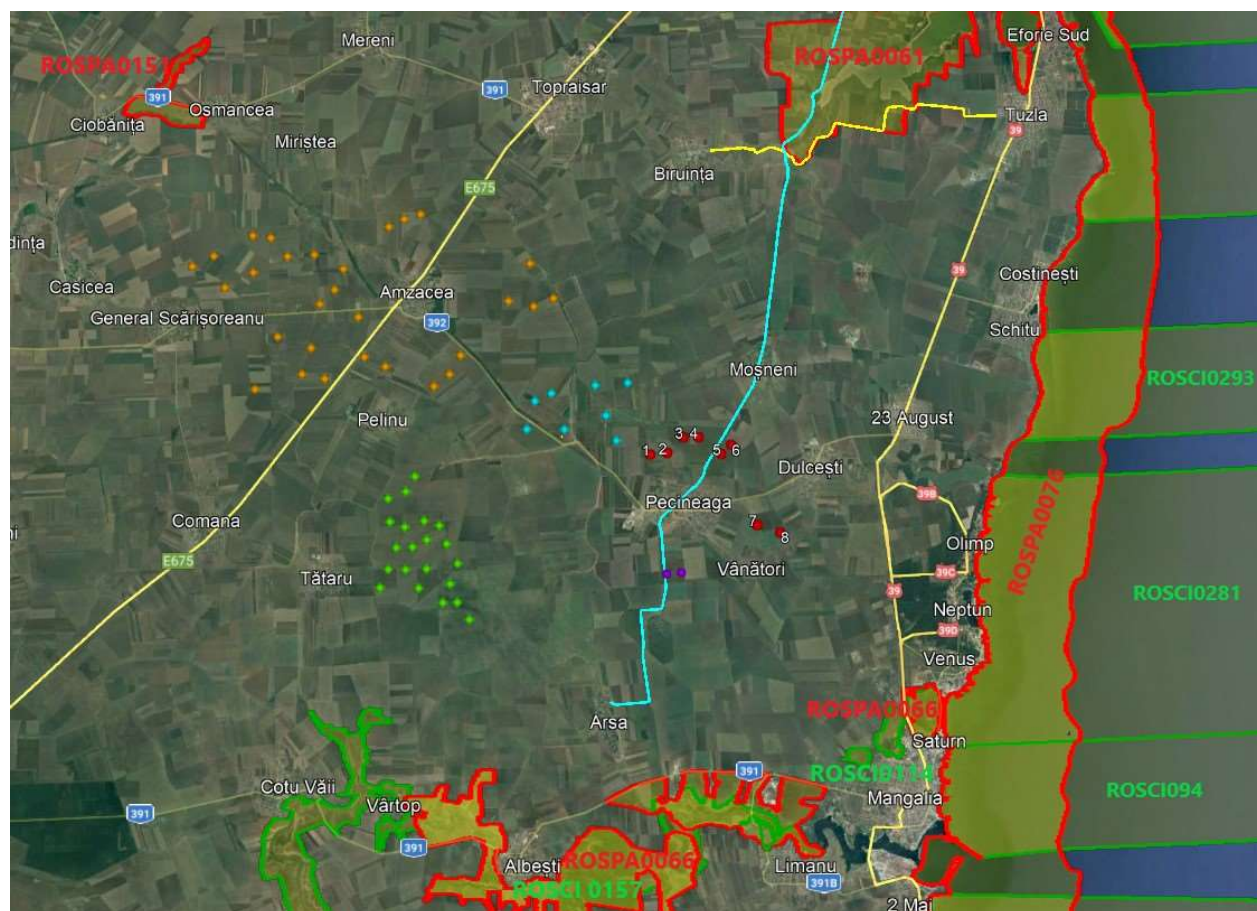 Eforie Sud
Mereni
ROSPA0061
ROSPA0151
391
Topraisar
391
Osmancea
Ciobănița
Tuzla
39
Miriștea
Biruința
E675
dința
39
Costinești
Casicea
Amzacea
General Scărișoreanu
392
Schitu
Moșneni
ROSCI0293
Pelinu
23 August
3 4
1 2
5 6
Dulcești
39B
Pecineaga
ROSPA0076
Comana
7
8
ni
Olimp
E675
Tătaru
Vânători
39C
39
ROSCI0281
Neptun
39D
Venus
ROSPA0066
Arsa
Saturn
ROSCI0114
391
Cotu Văii
Mangalia
ROSCI094
Vârtop
391
391
Albești
ROSPA0066
Limanu
ROSCI 0157
391B
2 Mai